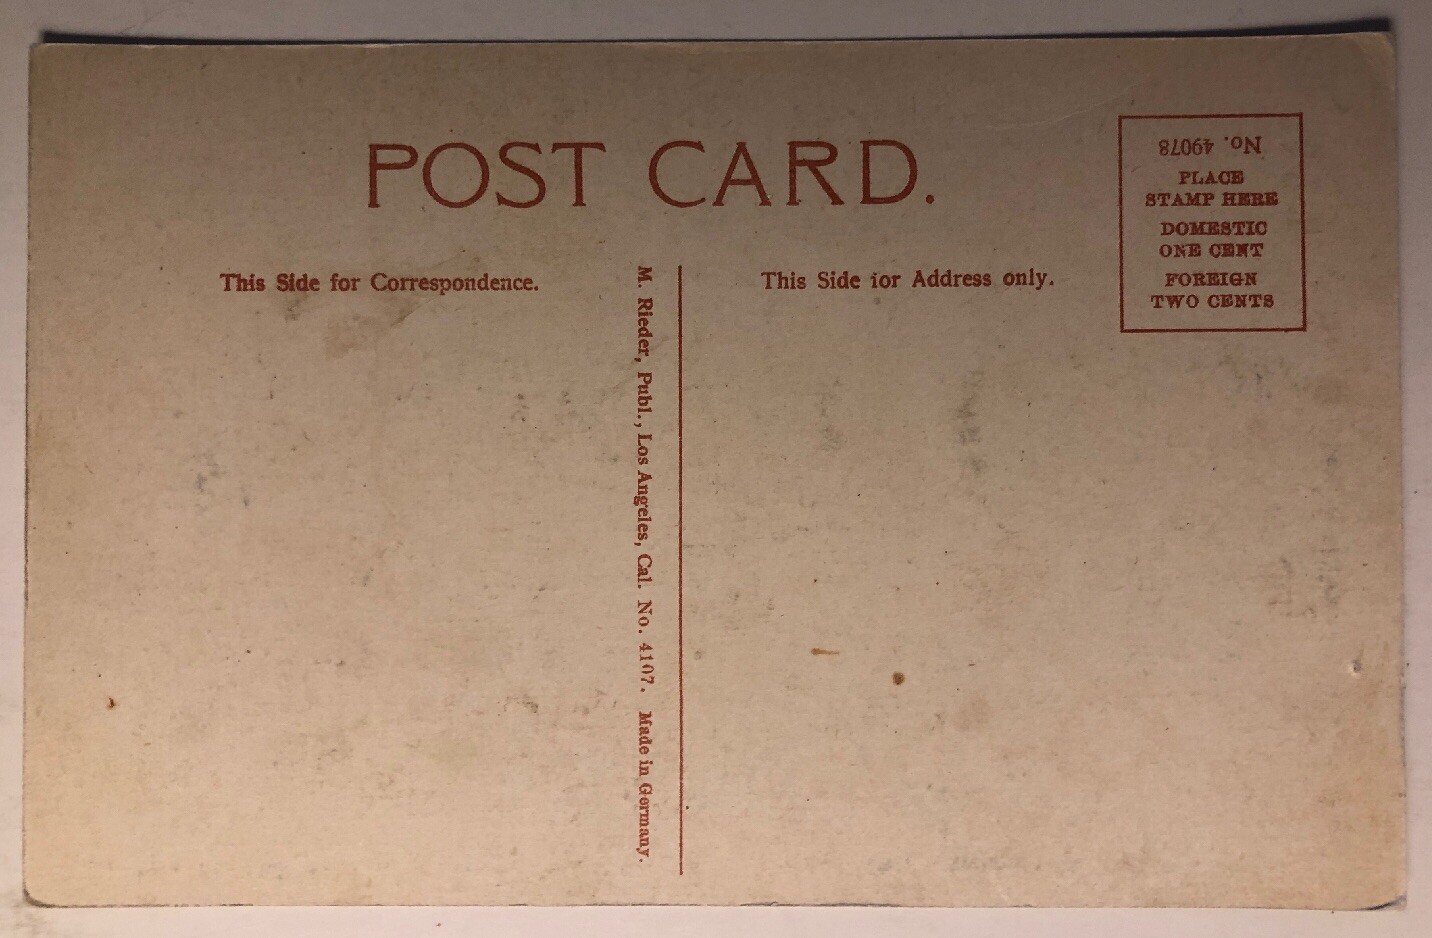 POST CARD.
This Side for Correspondence.
M. Rieder, Publ., Los Angeles, Cal. No. 4107. Made in Germany.
This Side for Address only.
No. 49078
PLACE
STAMP HERE
DOMESTIC
ONE CENT
FOREIGN
TWO CENTS